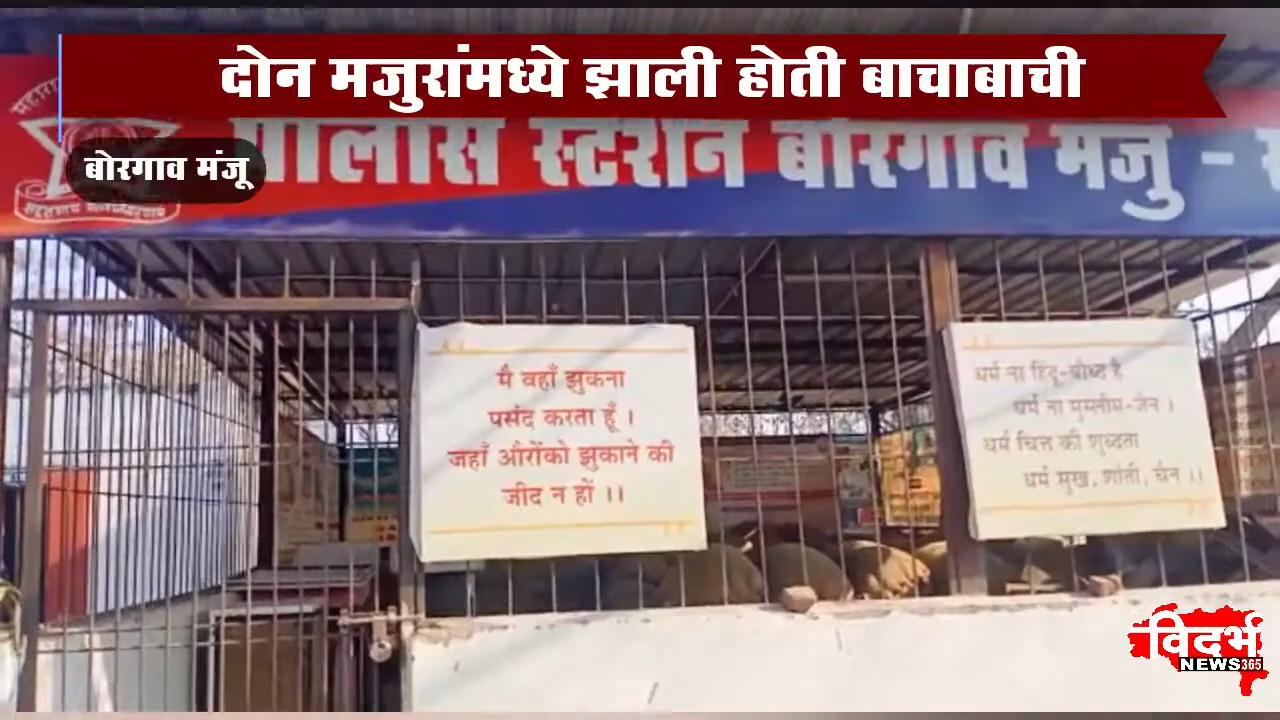 दोन मजुरांमध्ये झाली होती बाचाबाची
पोलीस स्टेशन बोरगाव मंजु -
बोरगाव मंजू
मै वहाँ झुकना
पसंद करता हूँ ।
जहाँ औरोंको झुकाने की
जीद न हों ।।
धर्म ना हिंदू-बौध्द है
धर्म ना मुस्लीम-जैन ।
धर्म चित्त की शुध्दता
धर्म सुख, शांती, चैन ।।
विदर्भ
NEWS365